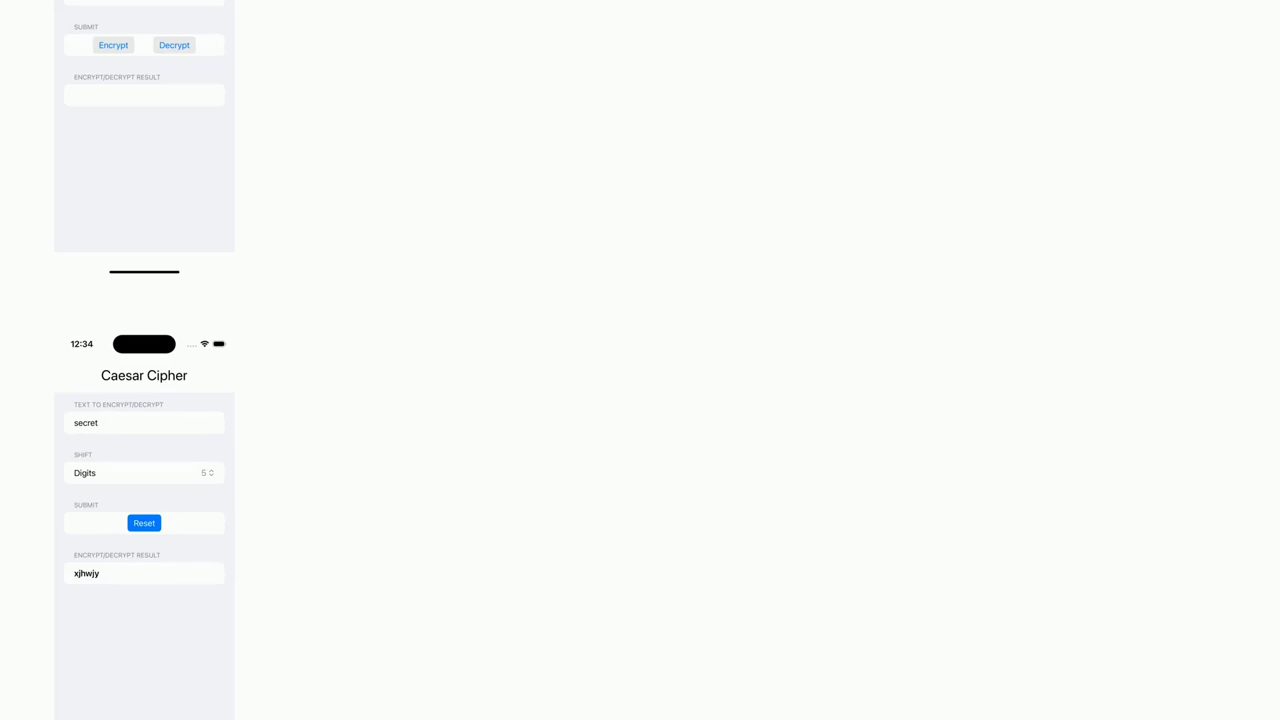 SUBMIT
Encrypt Decrypt
ENCRYPT/DECRYPT RESULT
12:34
Caesar Cipher
TEXT TO ENCRYPT/DECRYPT
secret
SHIFT
Digits 5
SUBMIT
Reset
ENCRYPT/DECRYPT RESULT
xjhwjy